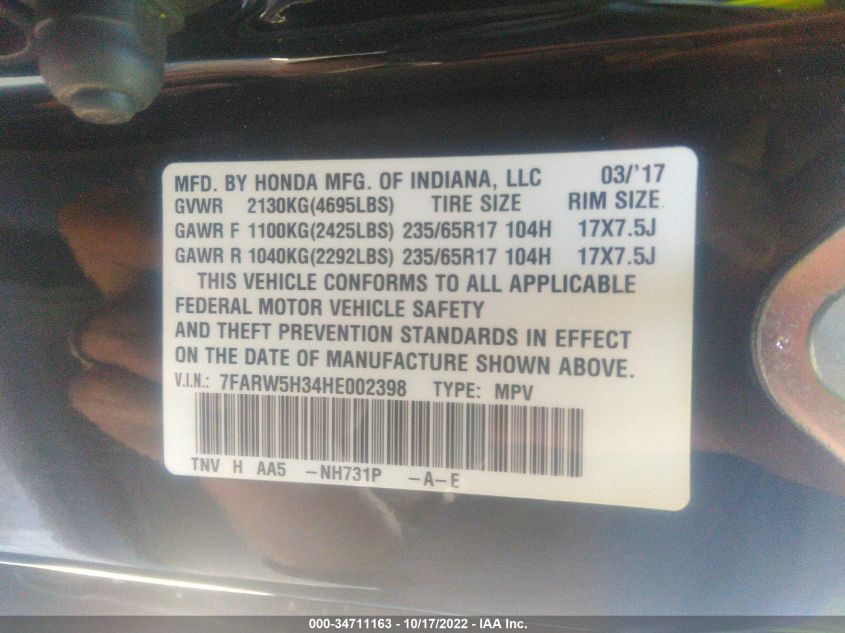 MFD. BY HONDA MFG. OF INDIANA, LLC 03/'17
GVWR 2130KG(4695LBS) TIRE SIZE RIM SIZE
GAWR F 1100KG(2425LBS) 235/65R17 104H 17X7.5J
GAWR R 1040KG(2292LBS) 235/65R17 104H 17X7.5J
THIS VEHICLE CONFORMS TO ALL APPLICABLE
FEDERAL MOTOR VEHICLE SAFETY
AND THEFT PREVENTION STANDARDS IN EFFECT
ON THE DATE OF MANUFACTURE SHOWN ABOVE.
V.I.N.: 7FARW5H34HE002398 TYPE: MPV
TNV H AA5 -NH731P -A-E
000-34711163 - 10/17/2022 - IAA Inc.